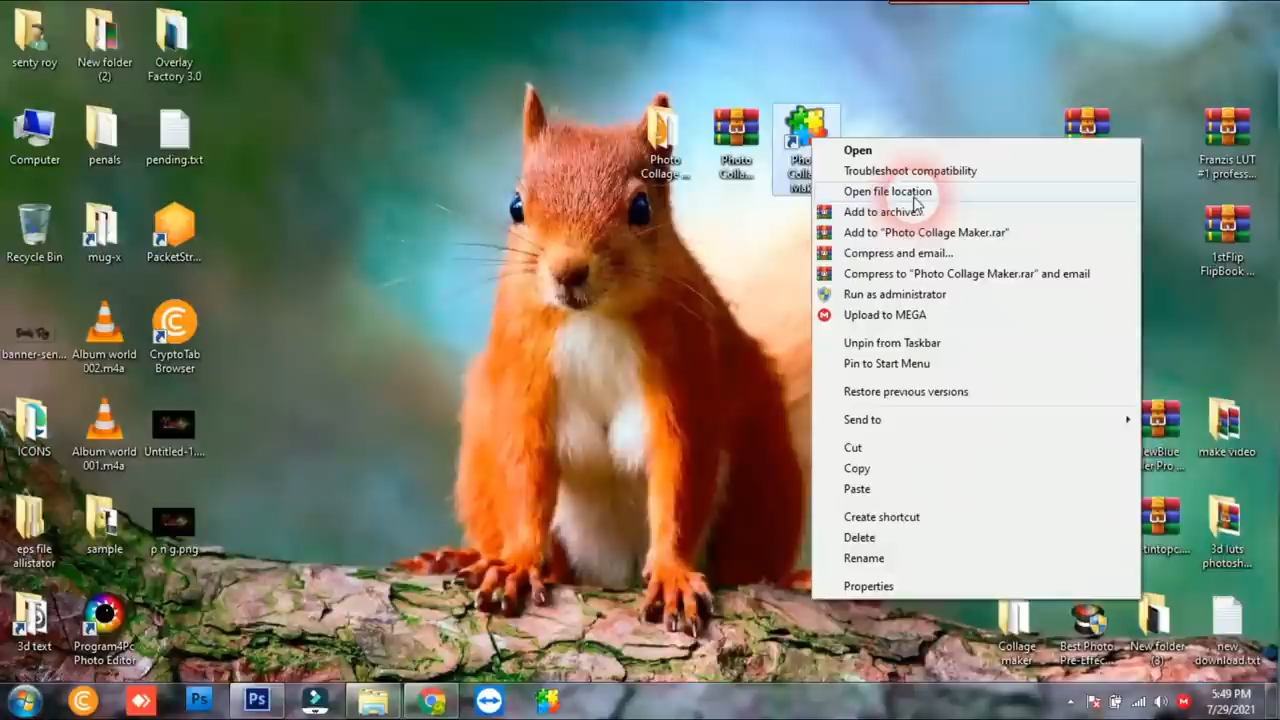 senty roy
New folder
(2)
Overlay
Factory 3.0
Computer
penals
pending.txt
Recycle Bin
mug-x
PacketStr...
banner-sen...
Album world
002.m4a
CryptoTab
Browser
ICONS
Album world
001.m4a
Untitled-1....
eps file
allistator
sample
p n g.png
3d text
Program4Pc
Photo Editor
Photo
Collage ...
Photo
Colla...
Open
Troubleshoot compatibility
Open file location
Add to archive...
Add to "Photo Collage Maker.rar"
Compress and email...
Compress to "Photo Collage Maker.rar" and email
Run as administrator
Upload to MEGA
Unpin from Taskbar
Pin to Start Menu
Restore previous versions
Send to
Cut
Copy
Paste
Create shortcut
Delete
Rename
Properties
Franzis LUT
#1 profess...
1stFlip
FlipBook ...
make video
3d luts
photosh...
Collage
maker
Best Photo
Pre-Effec...
New folder
(3)
new
download.txt
Ps
Ps
5:49 PM
7/29/2021